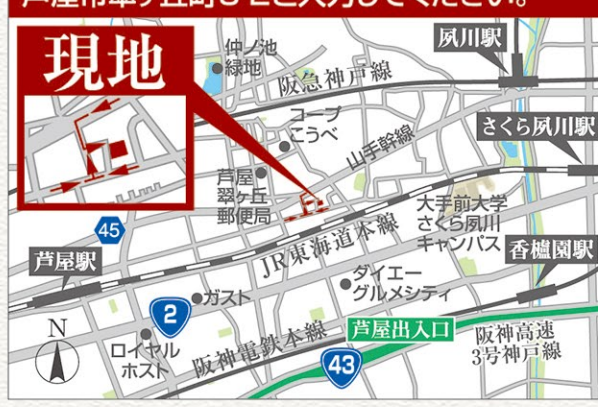 芦屋市翠ケ丘町3-2と入力してください。
現地
仲ノ池
緑地
夙川駅
阪急神戸線
コープ
こうべ
山手幹線
さくら夙川駅
芦屋
翠ヶ丘
郵便局
大手前大学
さくら夙川
キャンパス
45
JR東海道本線
香櫨園駅
芦屋駅
ダイエー
グルメシティ
ガスト
2
N
ロイヤル
ホスト
阪神電鉄本線
芦屋出入口
43
阪神高速
3号神戸線